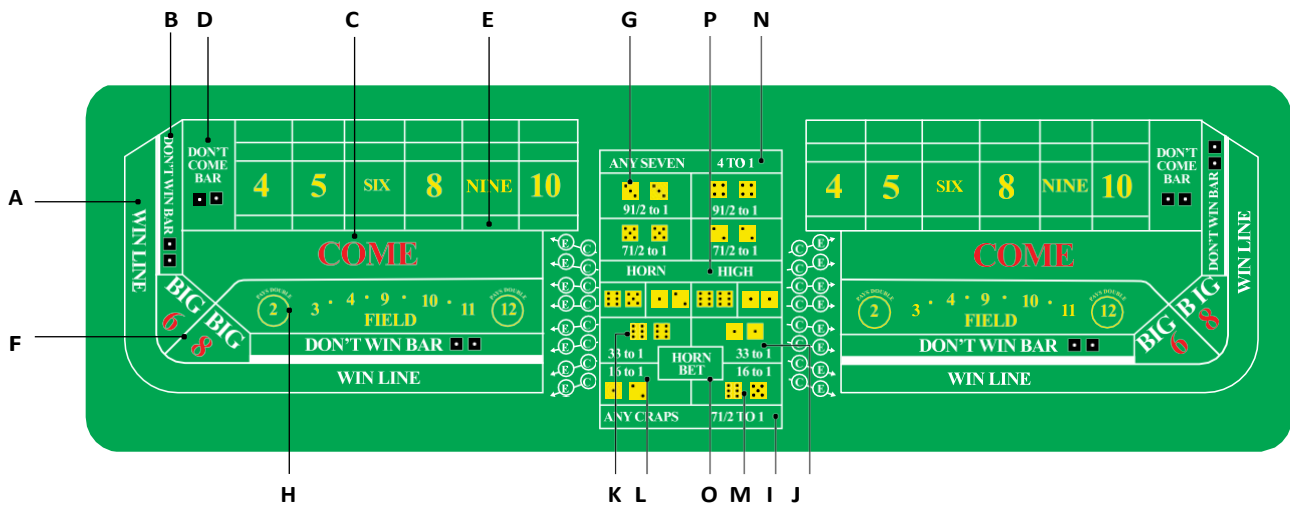 B D C E G P N
A
F
DON'T WIN BAR
DON'T
COME
BAR
4 5 SIX 8 NINE 10
WIN LINE
COME
BIG
6
BIG
8
PAYS DOUBLE
2
3 · 4 · 9 · 10 · 11
PAYS DOUBLE
12
FIELD
DON'T WIN BAR
WIN LINE
E C
E C
E C
E C
E C
E C
E C
E C
ANY SEVEN 4 TO 1
91/2 to 1 91/2 to 1
71/2 to 1 71/2 to 1
HORN HIGH
33 to 1 33 to 1
HORN
BET
16 to 1 16 to 1
ANY CRAPS 71/2 TO 1
C E
C E
C E
C E
C E
C E
C E
C E
4 5 SIX 8 NINE 10
DON'T
COME
BAR
DON'T WIN BAR
WIN LINE
COME
PAYS DOUBLE
2
3 · 4 · 9 · 10 · 11
PAYS DOUBLE
12
FIELD
BIG
6
BIG
8
DON'T WIN BAR
WIN LINE
H K L O M I J